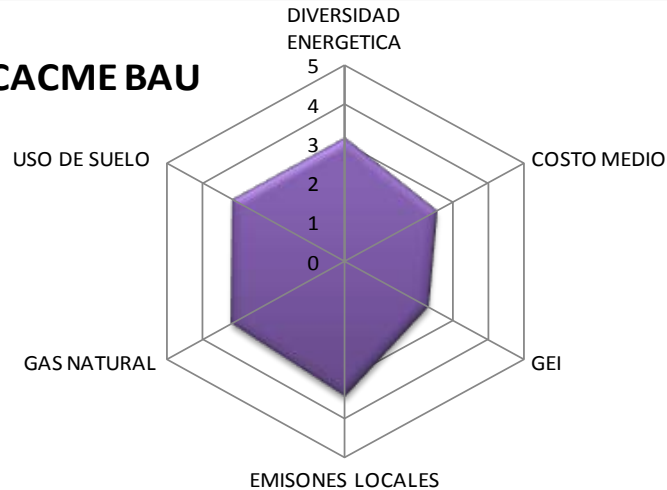 DIVERSIDAD
ENERGETICA
CACME BAU
5
4
3
2
1
0
USO DE SUELO
COSTO MEDIO
GAS NATURAL
GEI
EMISONES LOCALES